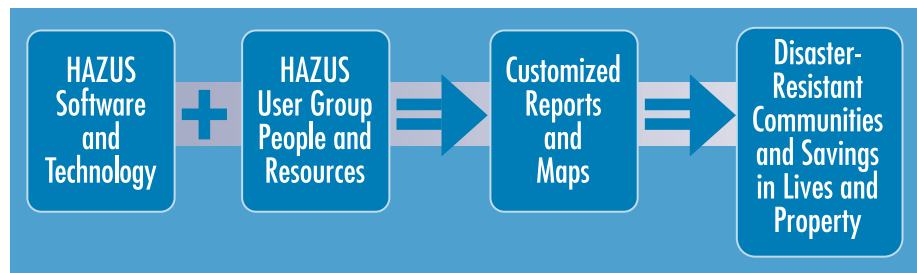 HAZUS
Software
and
Technology
+
HAZUS
User Group
People and
Resources
Customized
Reports
and
Maps
Disaster-
Resistant
Communities
and Savings
in Lives and
Property